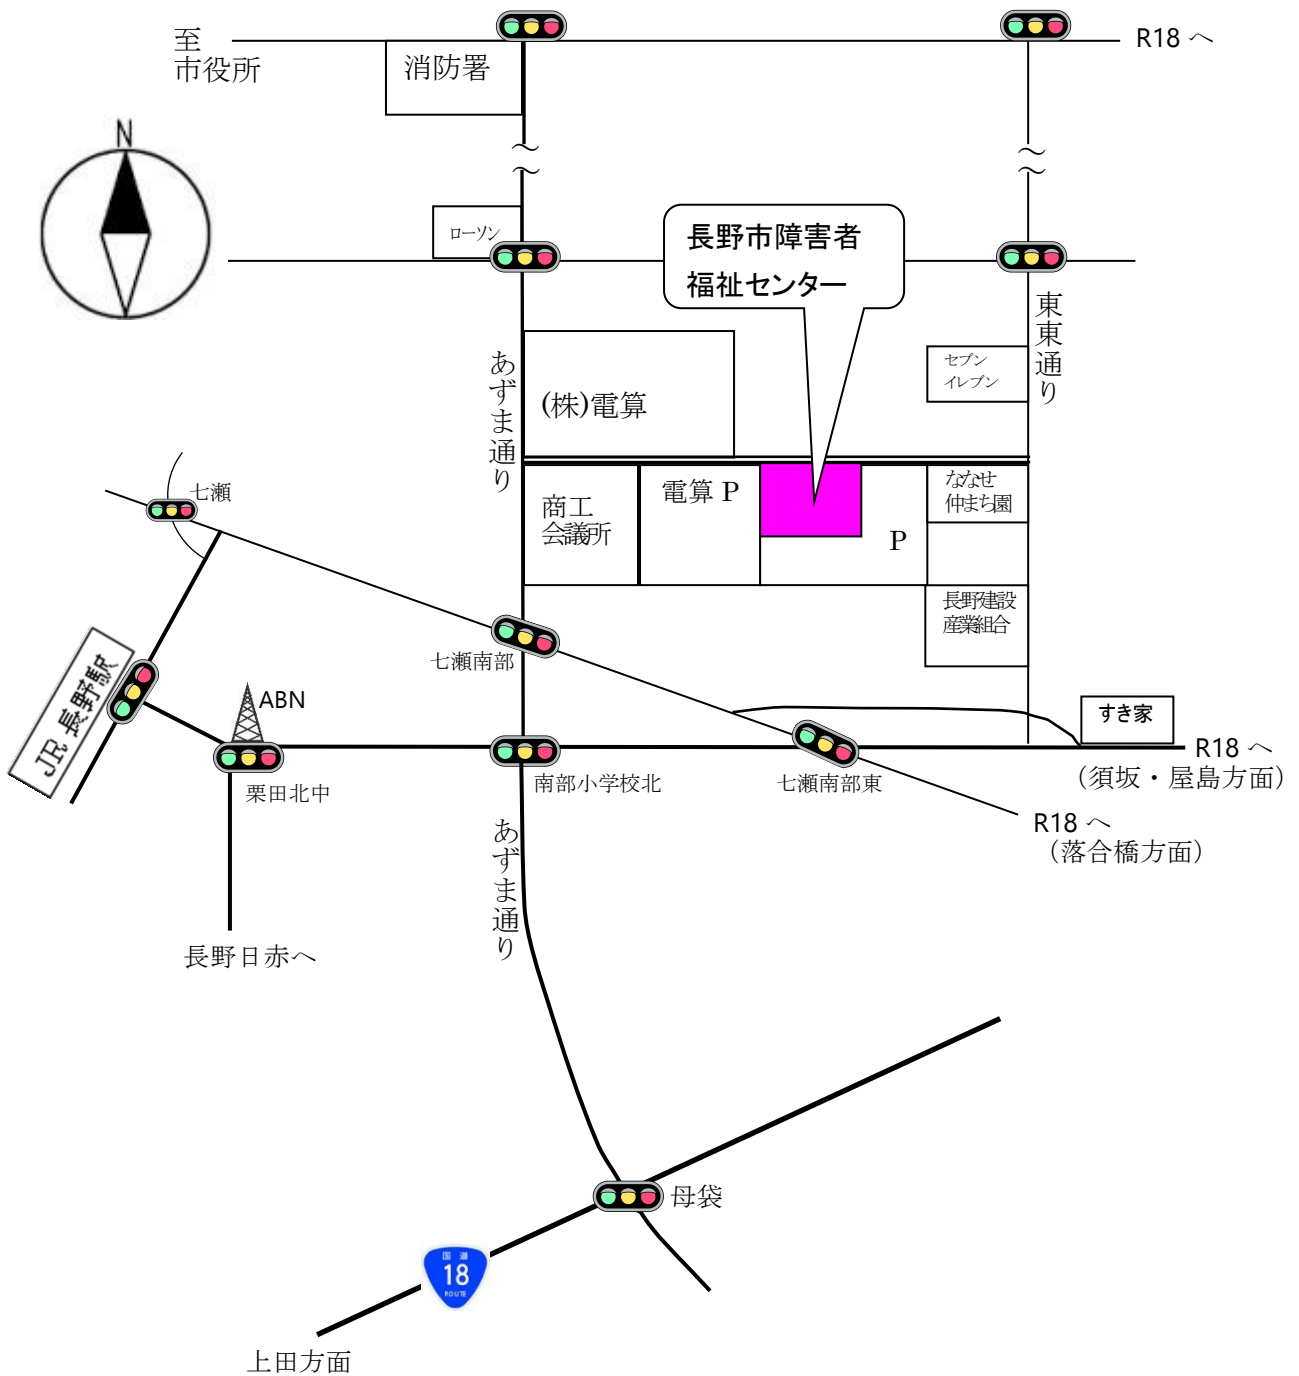 至
市役所
消防署
R18 へ
N
ローソン
長野市障害者
福祉センター
東東通り
セブン
イレブン
あずま通り
(株)電算
七瀬
商工
会議所
電算 P
ななせ
仲まち園
P
長野建設
産業組合
七瀬南部
JR 長野駅
ABN
すき家
R18 へ
（須坂・屋島方面）
栗田北中
南部小学校北
七瀬南部東
R18 へ
（落合橋方面）
あずま通り
長野日赤へ
母袋
国道
18
ROUTE
上田方面